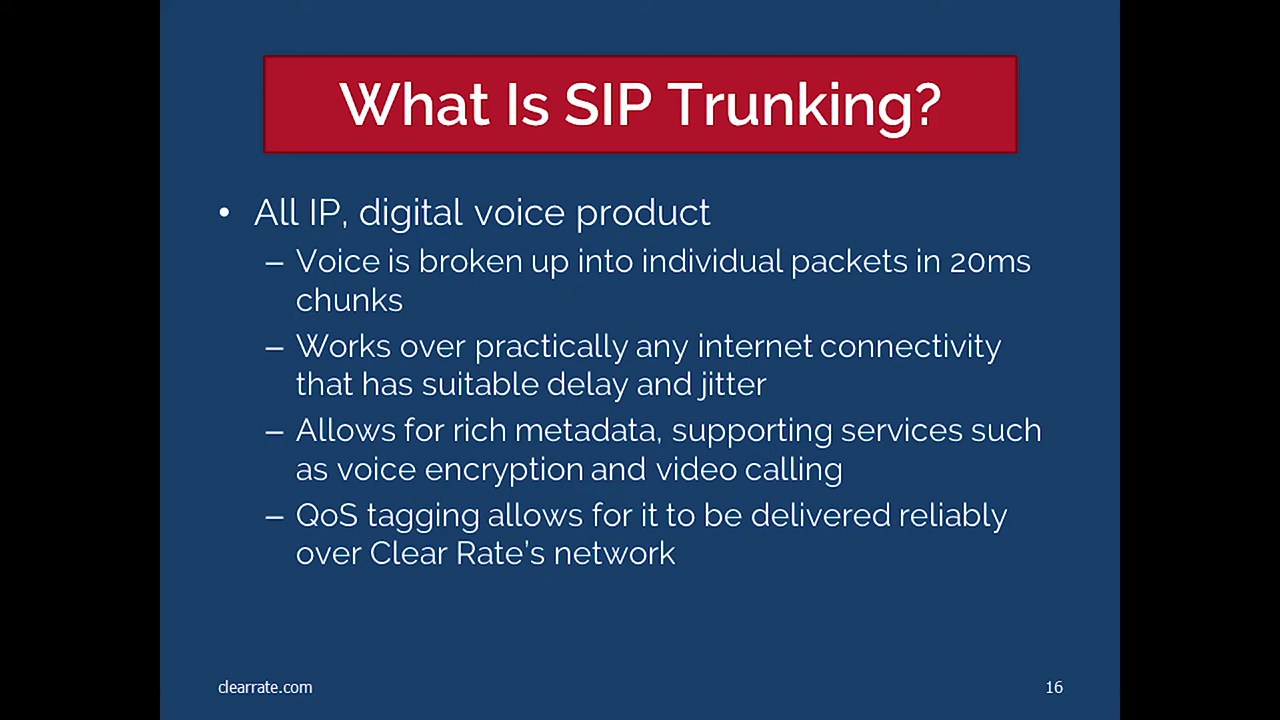 What Is SIP Trunking?
• All IP, digital voice product
– Voice is broken up into individual packets in 20ms
chunks
– Works over practically any internet connectivity
that has suitable delay and jitter
– Allows for rich metadata, supporting services such
as voice encryption and video calling
– QoS tagging allows for it to be delivered reliably
over Clear Rate’s network
clearrate.com
16